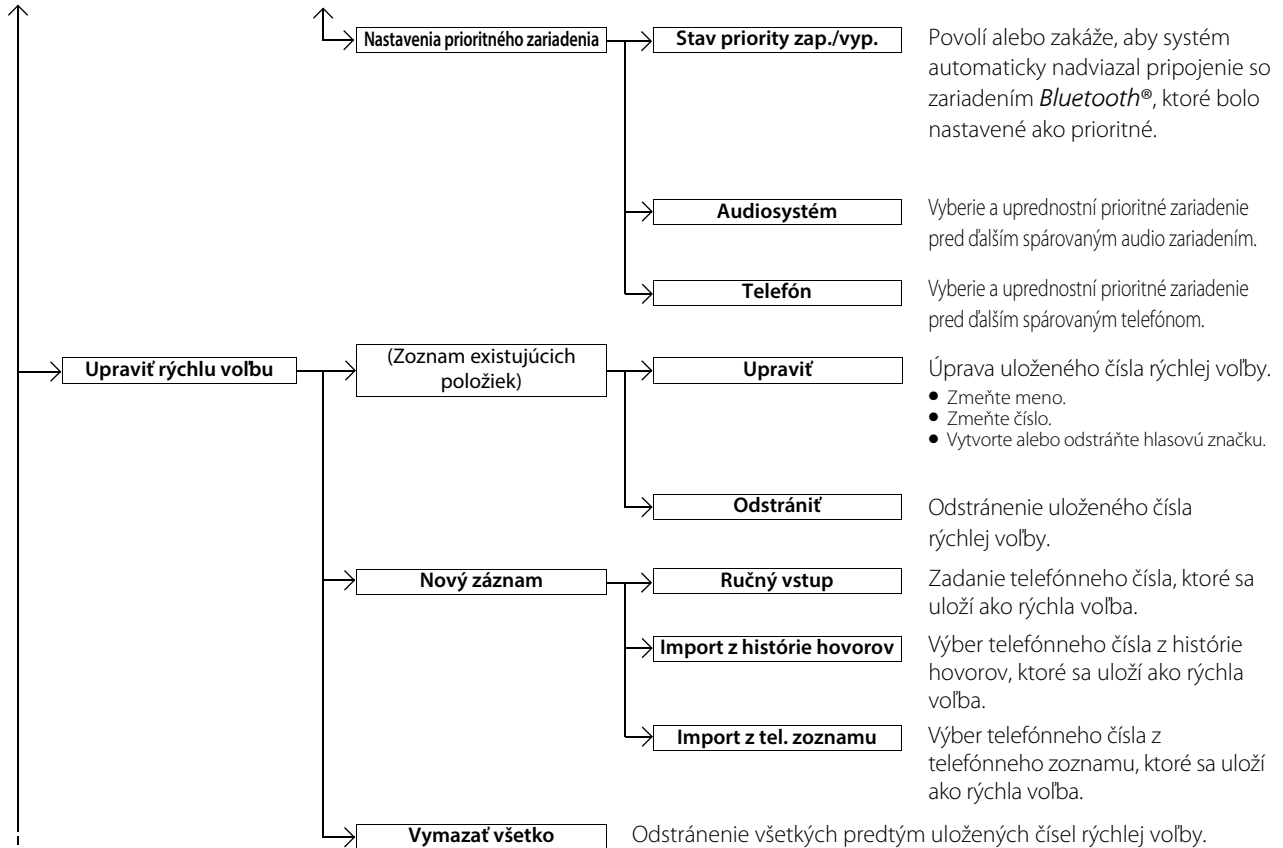 Nastavenia prioritného zariadenia
Stav priority zap./vyp.
Povolí alebo zakáže, aby systém
automaticky nadviazal pripojenie so
zariadením Bluetooth®, ktoré bolo
nastavené ako prioritné.
Audiosystém
Vyberie a uprednostní prioritné zariadenie
pred ďalším spárovaným audio zariadením.
Telefón
Vyberie a uprednostní prioritné zariadenie
pred ďalším spárovaným telefónom.
Upraviť rýchlu voľbu
(Zoznam existujúcich
položiek)
Upraviť
Úprava uloženého čísla rýchlej voľby.
● Zmeňte meno.
● Zmeňte číslo.
● Vytvorte alebo odstráňte hlasovú značku.
Odstrániť
Odstránenie uloženého čísla
rýchlej voľby.
Nový záznam
Ručný vstup
Zadanie telefónneho čísla, ktoré sa
uloží ako rýchla voľba.
Import z histórie hovorov
Výber telefónneho čísla z histórie
hovorov, ktoré sa uloží ako rýchla
voľba.
Import z tel. zoznamu
Výber telefónneho čísla z
telefónneho zoznamu, ktoré sa uloží
ako rýchla voľba.
Vymazať všetko
Odstránenie všetkých predtým uložených čísel rýchlej voľby.